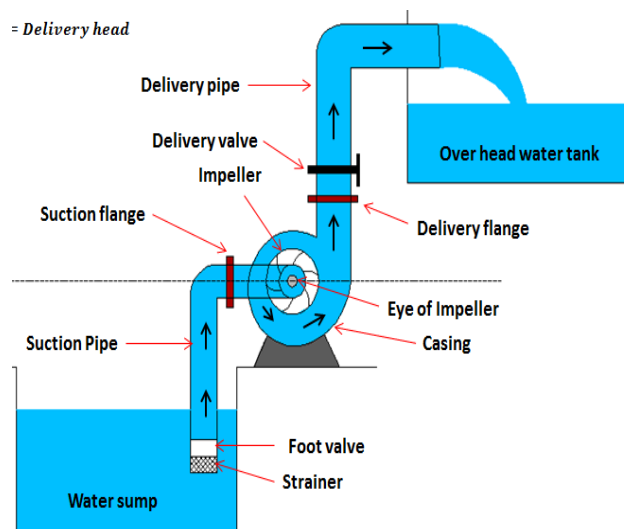 = Delivery head
Delivery pipe
Delivery valve
Impeller
Over head water tank
Suction flange
Delivery flange
Eye of Impeller
Suction Pipe
Casing
Foot valve
Strainer
Water sump